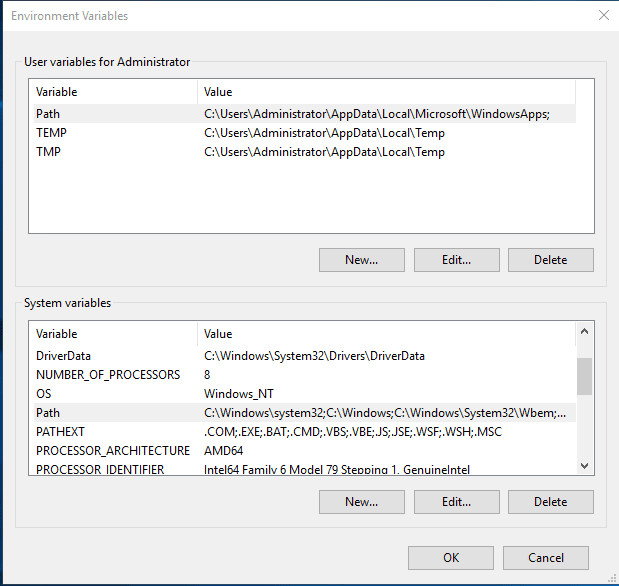 Environment Variables
User variables for Administrator
Variable Value
Path C:\Users\Administrator\AppData\Local\Microsoft\WindowsApps;
TEMP C:\Users\Administrator\AppData\Local\Temp
TMP C:\Users\Administrator\AppData\Local\Temp
New... Edit... Delete
System variables
Variable Value
DriverData C:\Windows\System32\Drivers\DriverData
NUMBER_OF_PROCESSORS 8
OS Windows_NT
Path C:\Windows\system32;C:\Windows;C:\Windows\System32\Wbem;...
PATHEXT .COM;.EXE;.BAT;.CMD;.VBS;.VBE;.JS;.JSE;.WSF;.WSH;.MSC
PROCESSOR_ARCHITECTURE AMD64
PROCESSOR_IDENTIFIER Intel64 Family 6 Model 79 Stepping 1, GenuineIntel
New... Edit... Delete
OK Cancel